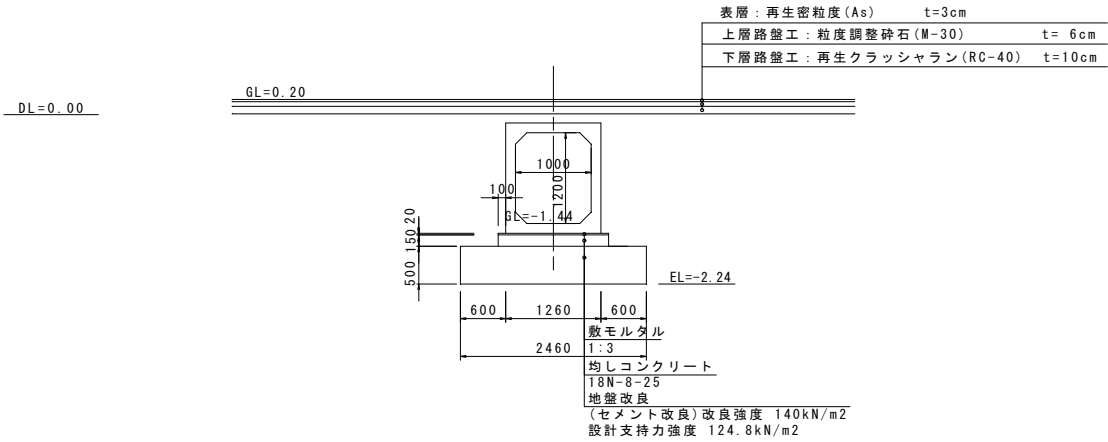 表層：再生密粒度(As) t=3cm
上層路盤工：粒度調整砕石(M-30) t= 6cm
下層路盤工：再生クラッシャラン(RC-40) t=10cm
GL=0.20
DL=0.00
1000
1200
100
GL=-1.44
20
150
500
EL=-2.24
600 1260 600
敷モルタル
2460
1:3
均しコンクリート
18N-8-25
地盤改良
(セメント改良)改良強度 140kN/m2
設計支持力強度 124.8kN/m2